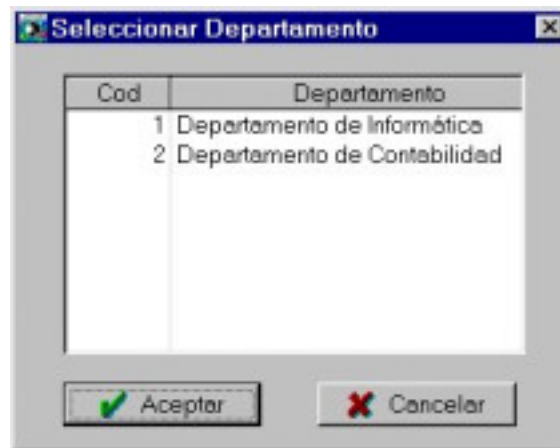 Seleccionar Departamento
Cod Departamento
1 Departamento de Informática
2 Departamento de Contabilidad
Aceptar Cancelar